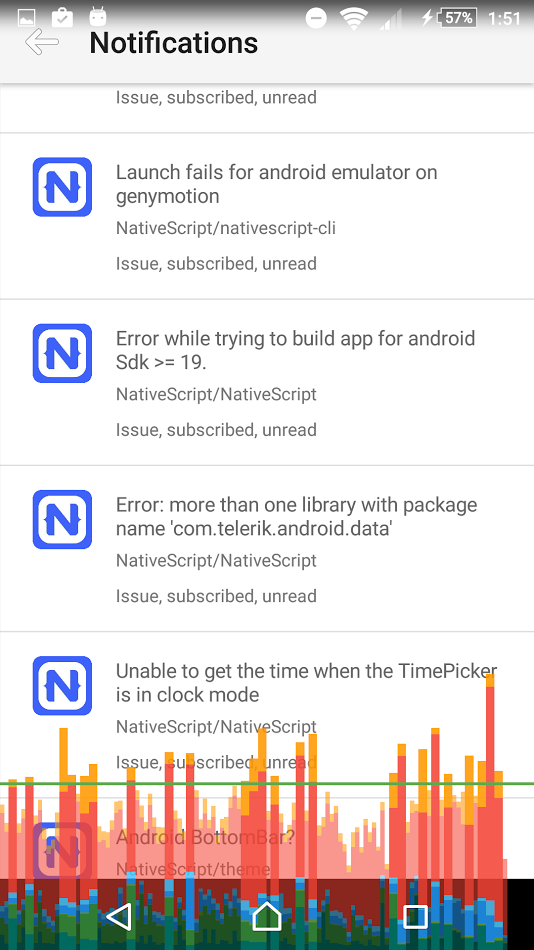 57% 1:51
Notifications
Issue, subscribed, unread
Launch fails for android emulator on
genymotion
NativeScript/nativescript-cli
Issue, subscribed, unread
Error while trying to build app for android
Sdk >= 19.
NativeScript/NativeScript
Issue, subscribed, unread
Error: more than one library with package
name 'com.telerik.android.data'
NativeScript/NativeScript
Issue, subscribed, unread
Unable to get the time when the TimePicker
is in clock mode
NativeScript/NativeScript
Issue, subscribed, unread
Android BottomBar?
NativeScript/theme